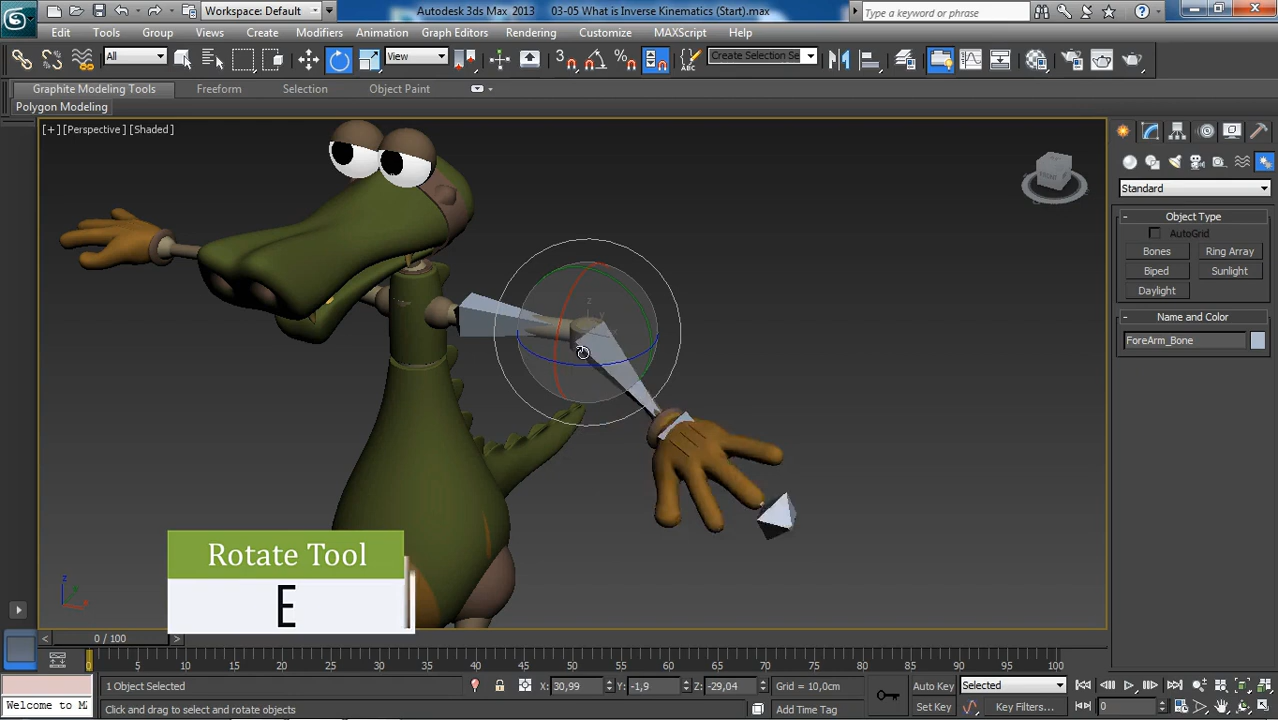 Workspace: Default
Autodesk 3ds Max 2013
03-05 What is Inverse Kinematics (Start).max
Type a keyword or phrase
Edit Tools Group Views Create Modifiers Animation Graph Editors Rendering Customize MAXScript Help
All
View
Create Selection Se
Graphite Modeling Tools Freeform Selection Object Paint
Polygon Modeling
[+] [Perspective] [Shaded]
Standard
Object Type
AutoGrid
Bones Ring Array
Biped Sunlight
Daylight
Name and Color
ForeArm_Bone
Rotate Tool
E
0 / 100
0 5 10 15 20 25 30 35 40 45 50 55 60 65 70 75 80 85 90 95 100
1 Object Selected
X: 30,99 Y: -1,9 Z: -29,04
Grid = 10,0cm
Auto Key Selected
Welcome to M
Click and drag to select and rotate objects
Add Time Tag
Set Key Key Filters... 0